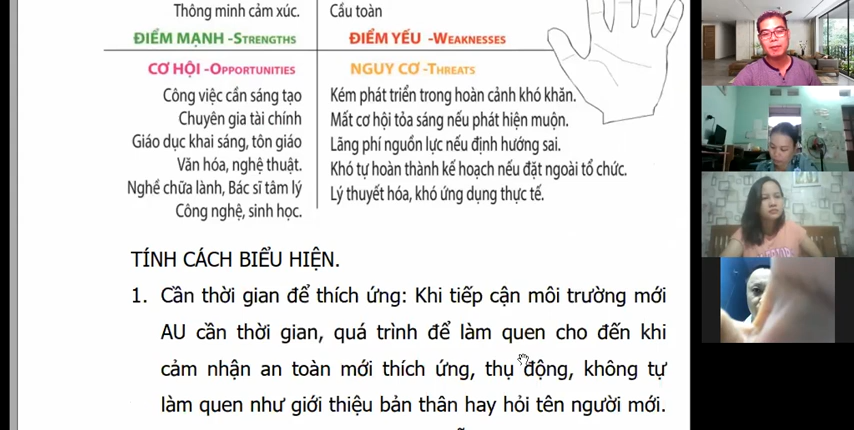 Thông minh cảm xúc.
Cầu toàn
ĐIỂM MẠNH -STRENGTHS
ĐIỂM YẾU -WEAKNESSES
CƠ HỘI -OPPORTUNITIES
NGUY CƠ -THREATS
Công việc cần sáng tạo
Chuyên gia tài chính
Giáo dục khai sáng, tôn giáo
Văn hóa, nghệ thuật.
Nghề chữa lành, Bác sĩ tâm lý
Công nghệ, sinh học.
Kém phát triển trong hoàn cảnh khó khăn.
Mất cơ hội tỏa sáng nếu phát hiện muộn.
Lãng phí nguồn lực nếu định hướng sai.
Khó tự hoàn thành kế hoạch nếu đặt ngoài tổ chức.
Lý thuyết hóa, khó ứng dụng thực tế.
TÍNH CÁCH BIỂU HIỆN.
1. Cần thời gian để thích ứng: Khi tiếp cận môi trường mới
AU cần thời gian, quá trình để làm quen cho đến khi
cảm nhận an toàn mới thích ứng, thụ động, không tự
làm quen như giới thiệu bản thân hay hỏi tên người mới.